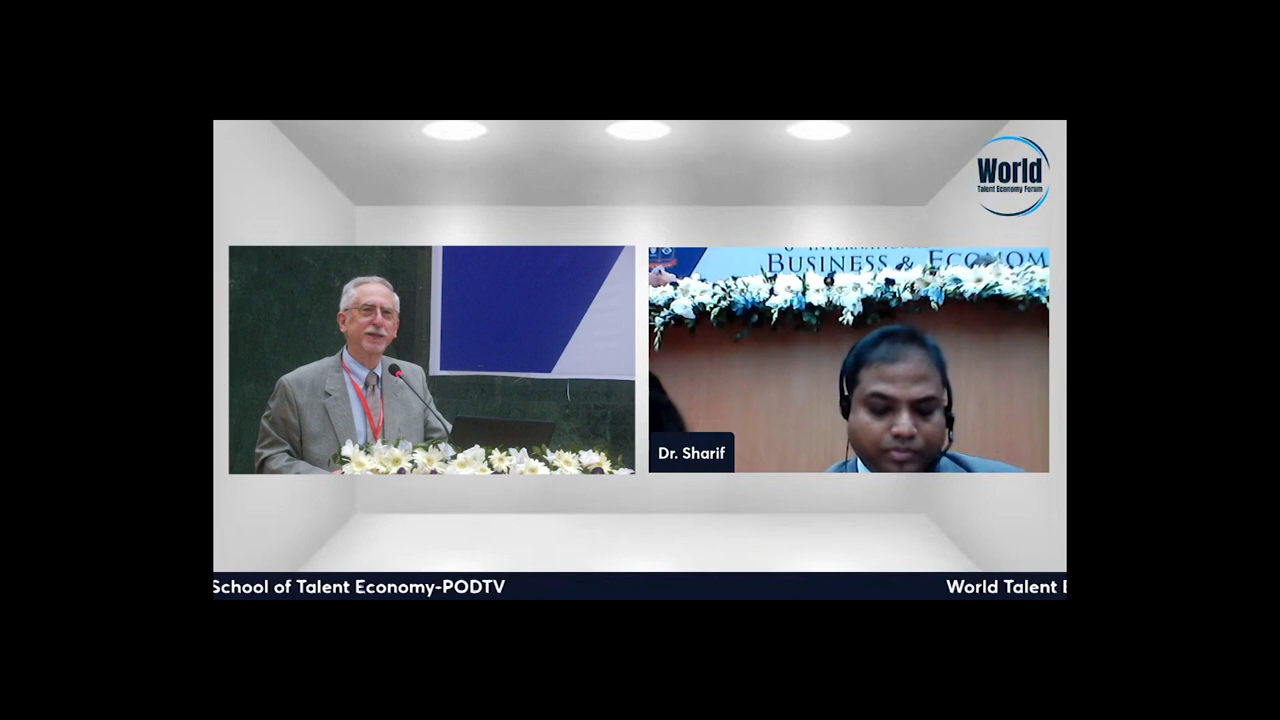 World
Talent Economy Forum
BUSINESS & ECONOM
Dr. Sharif
School of Talent Economy-PODTV
World Talent